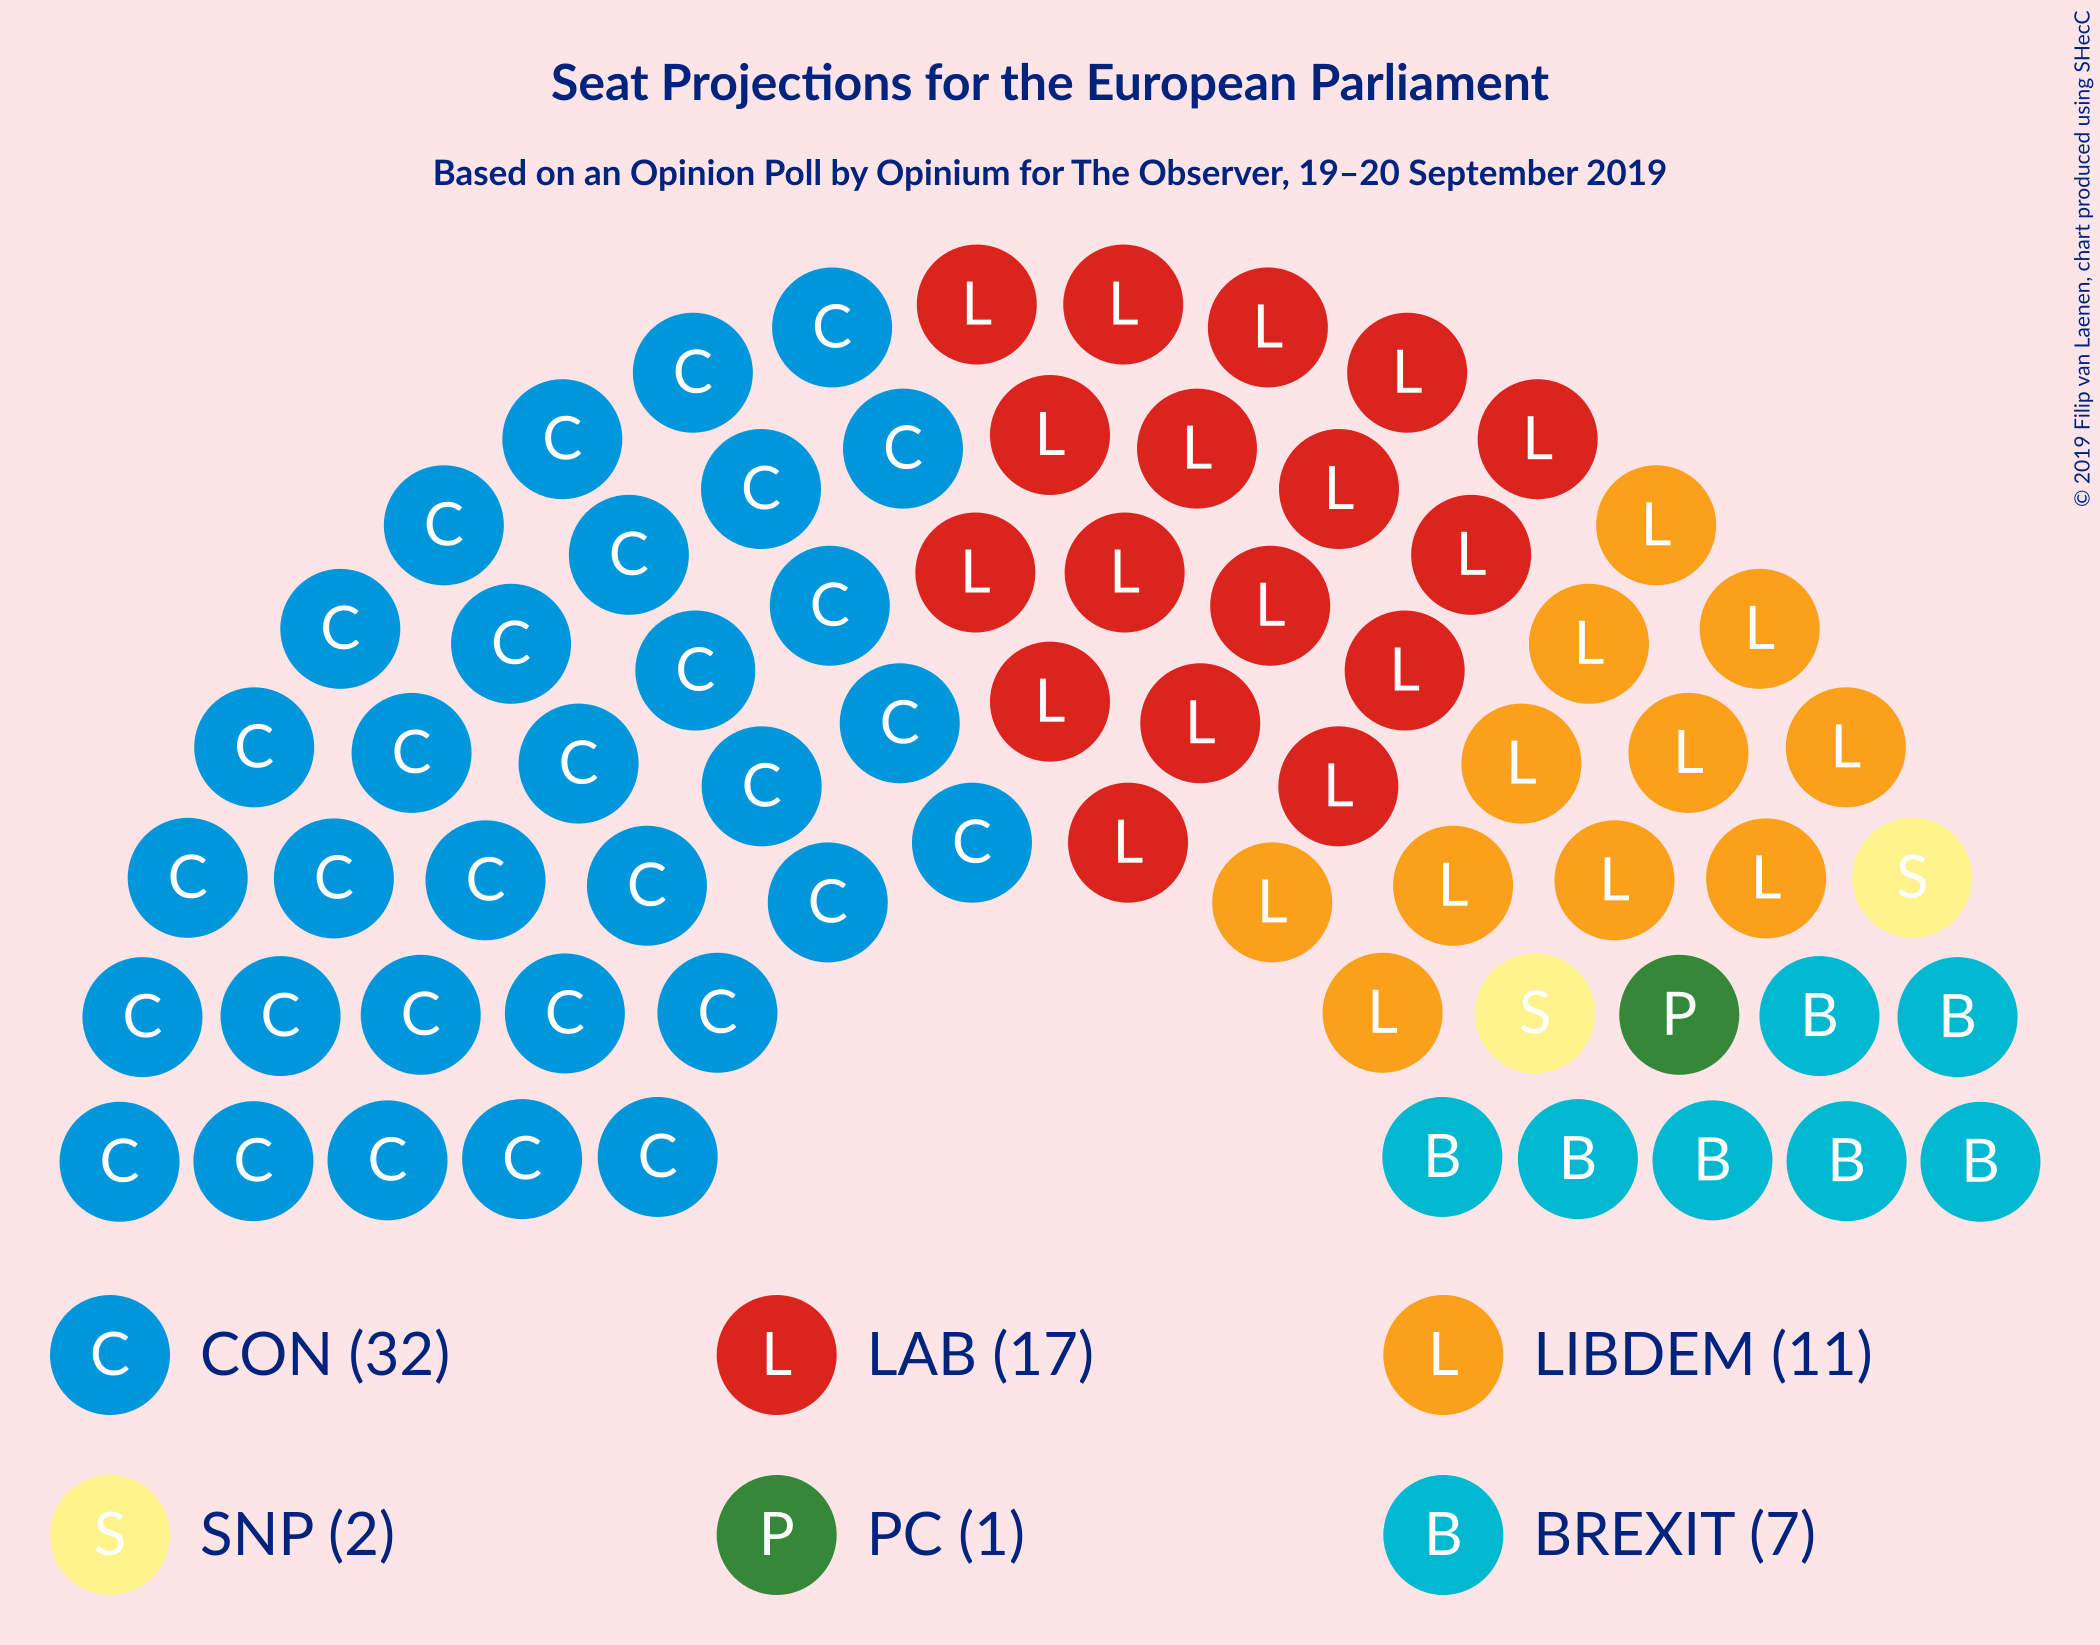 Seat Projections for the European Parliament
Based on an Opinion Poll by Opinium for The Observer, 19–20 September 2019
© 2019 Filip van Laenen, chart produced using SHecC
L L
C L
C L
C L
L
C L
C L
C L
C L
C L
L L
C L
C L
C L
C L
L
C L
C L
C L
C L
C L
C L
C L
C C C C L L L S
C L
C C C C C L S P B B
C C C C C B B B B B
C CON (32) L LAB (17) L LIBDEM (11)
S SNP (2) P PC (1) B BREXIT (7)